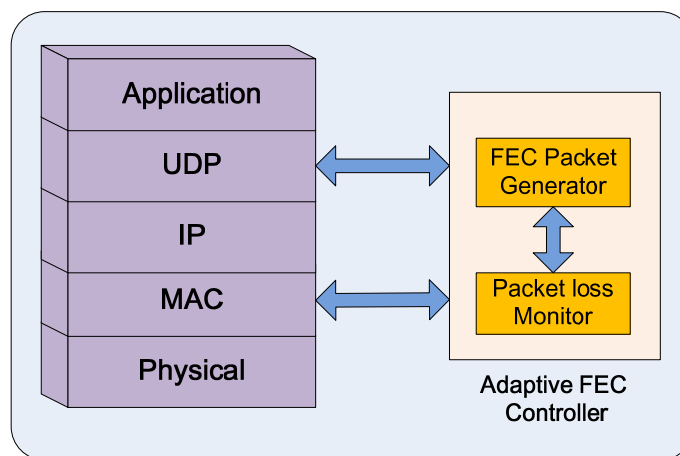 Application
UDP
IP
MAC
Physical
FEC Packet
Generator
Packet loss
Monitor
Adaptive FEC
Controller